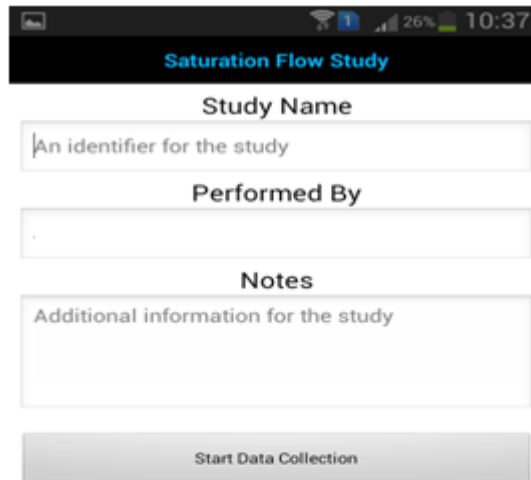 1 26% 10:37
Saturation Flow Study
Study Name
An identifier for the study
Performed By
Notes
Additional information for the study
Start Data Collection